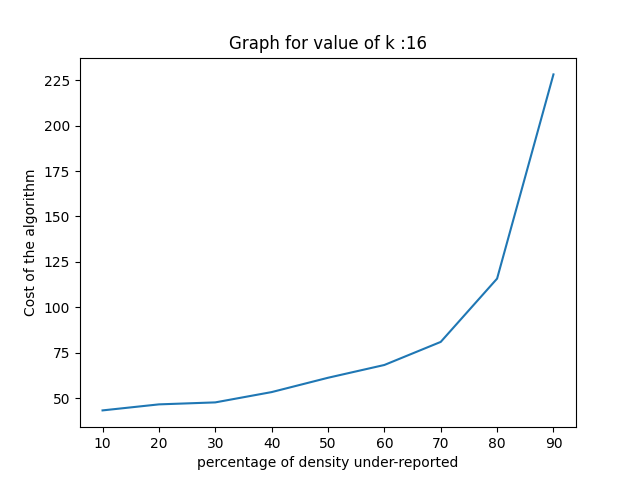 Graph for value of k :16
225
200
175
150
125
100
75
50
Cost of the algorithm
10 20 30 40 50 60 70 80 90
percentage of density under-reported